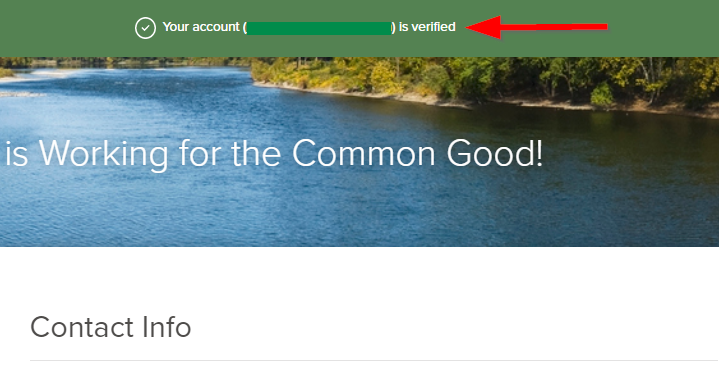 Your account () is verified
is Working for the Common Good!
Contact Info